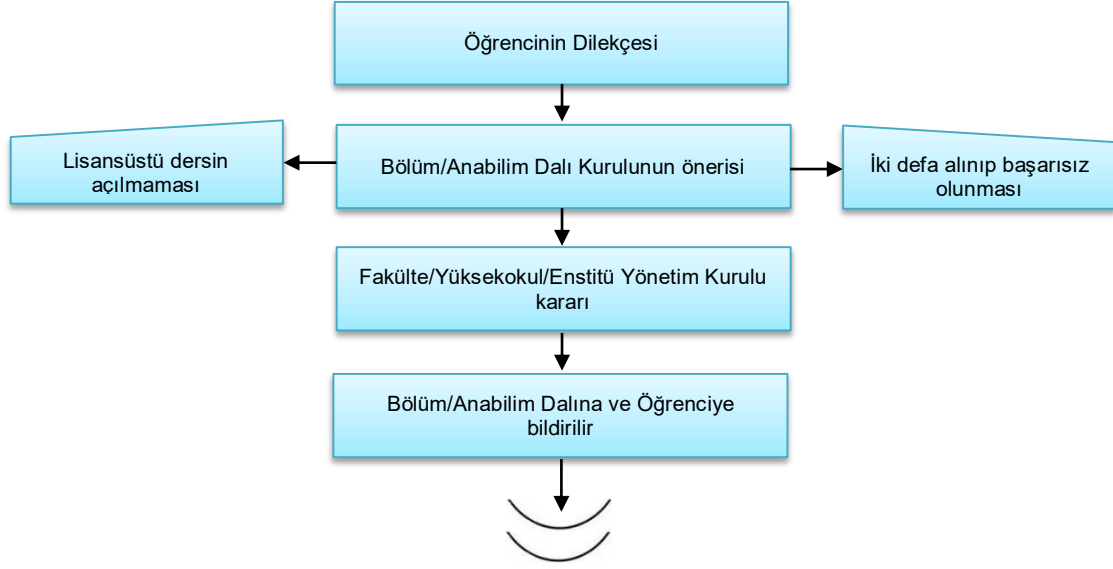 Öğrencinin Dilekçesi
Lisansüstü dersin
açılmaması
Bölüm/Anabilim Dalı Kurulunun önerisi
İki defa alınıp başarısız
olunması
Fakülte/Yüksekokul/Enstitü Yönetim Kurulu
kararı
Bölüm/Anabilim Dalına ve Öğrenciye
bildirilir